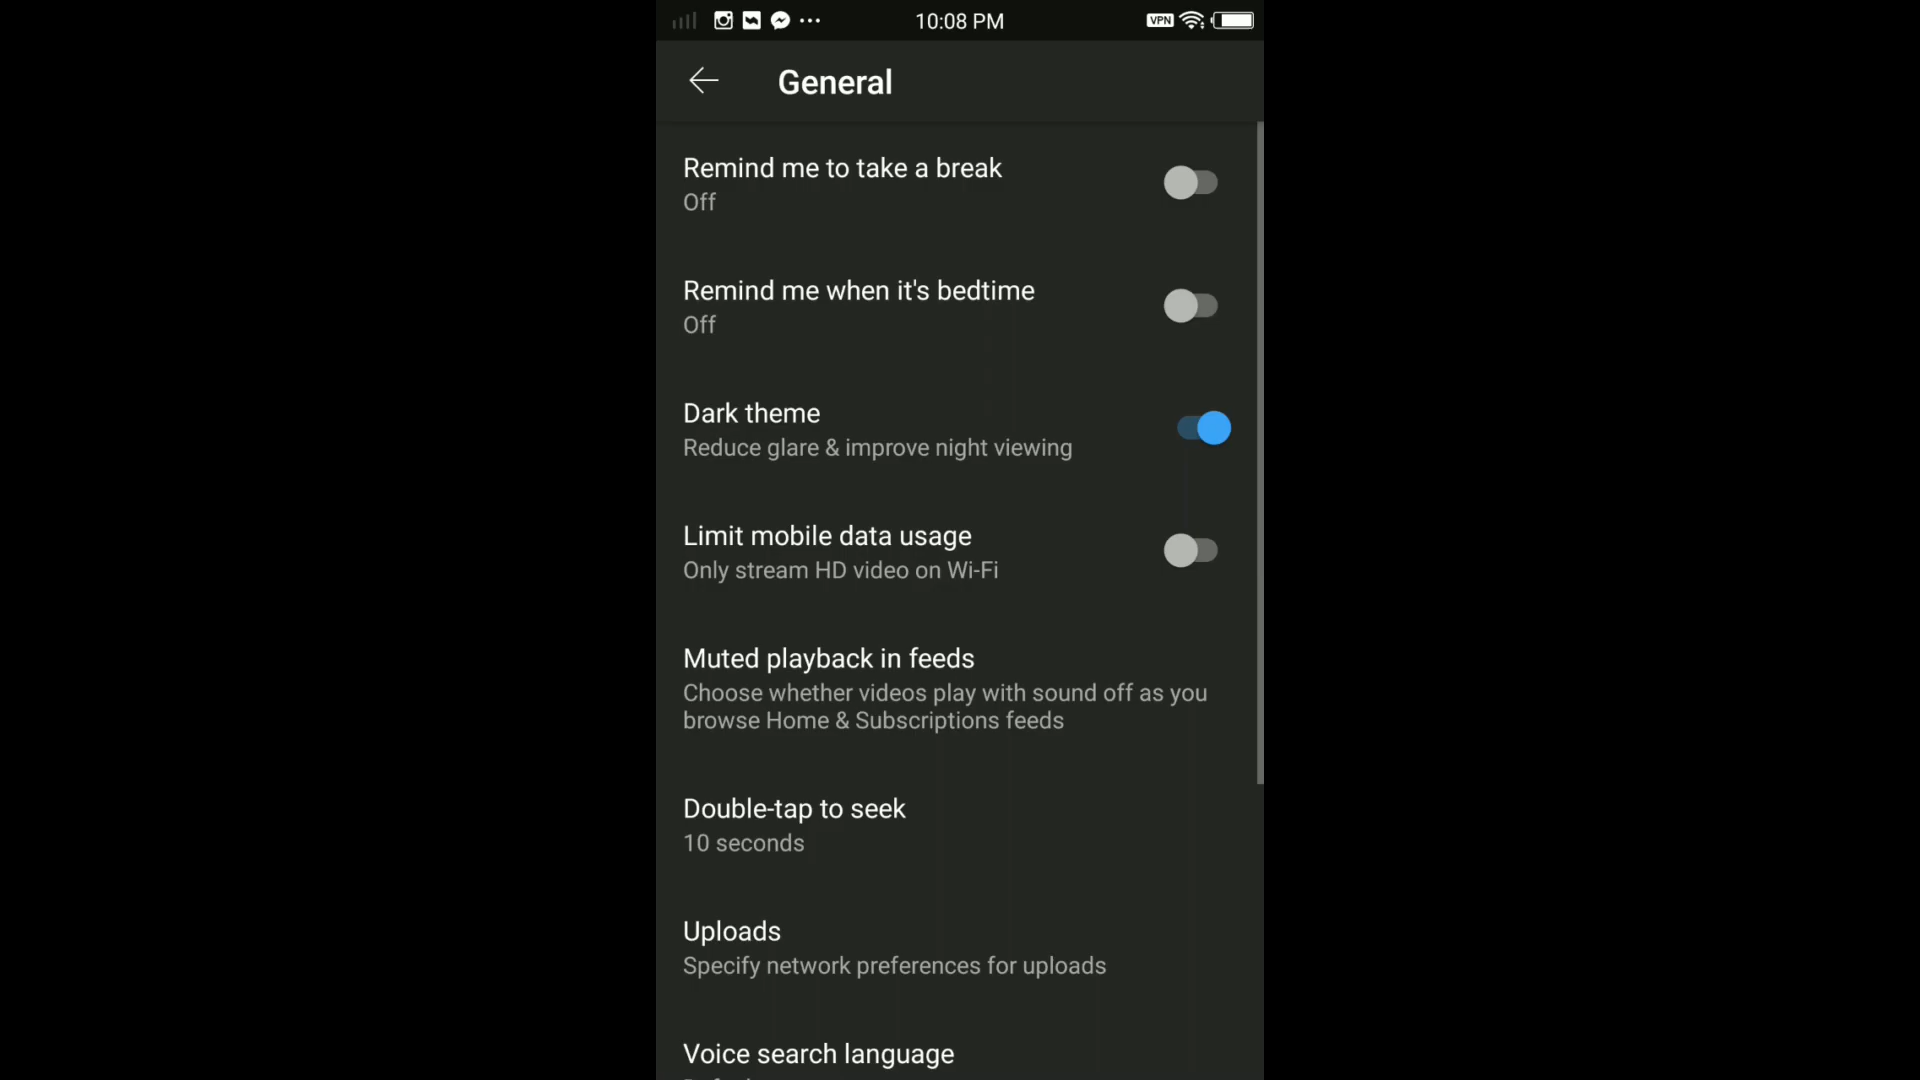 10:08 PM
VPN
General
Remind me to take a break
Off
Remind me when it's bedtime
Off
Dark theme
Reduce glare & improve night viewing
Limit mobile data usage
Only stream HD video on Wi-Fi
Muted playback in feeds
Choose whether videos play with sound off as you
browse Home & Subscriptions feeds
Double-tap to seek
10 seconds
Uploads
Specify network preferences for uploads
Voice search language